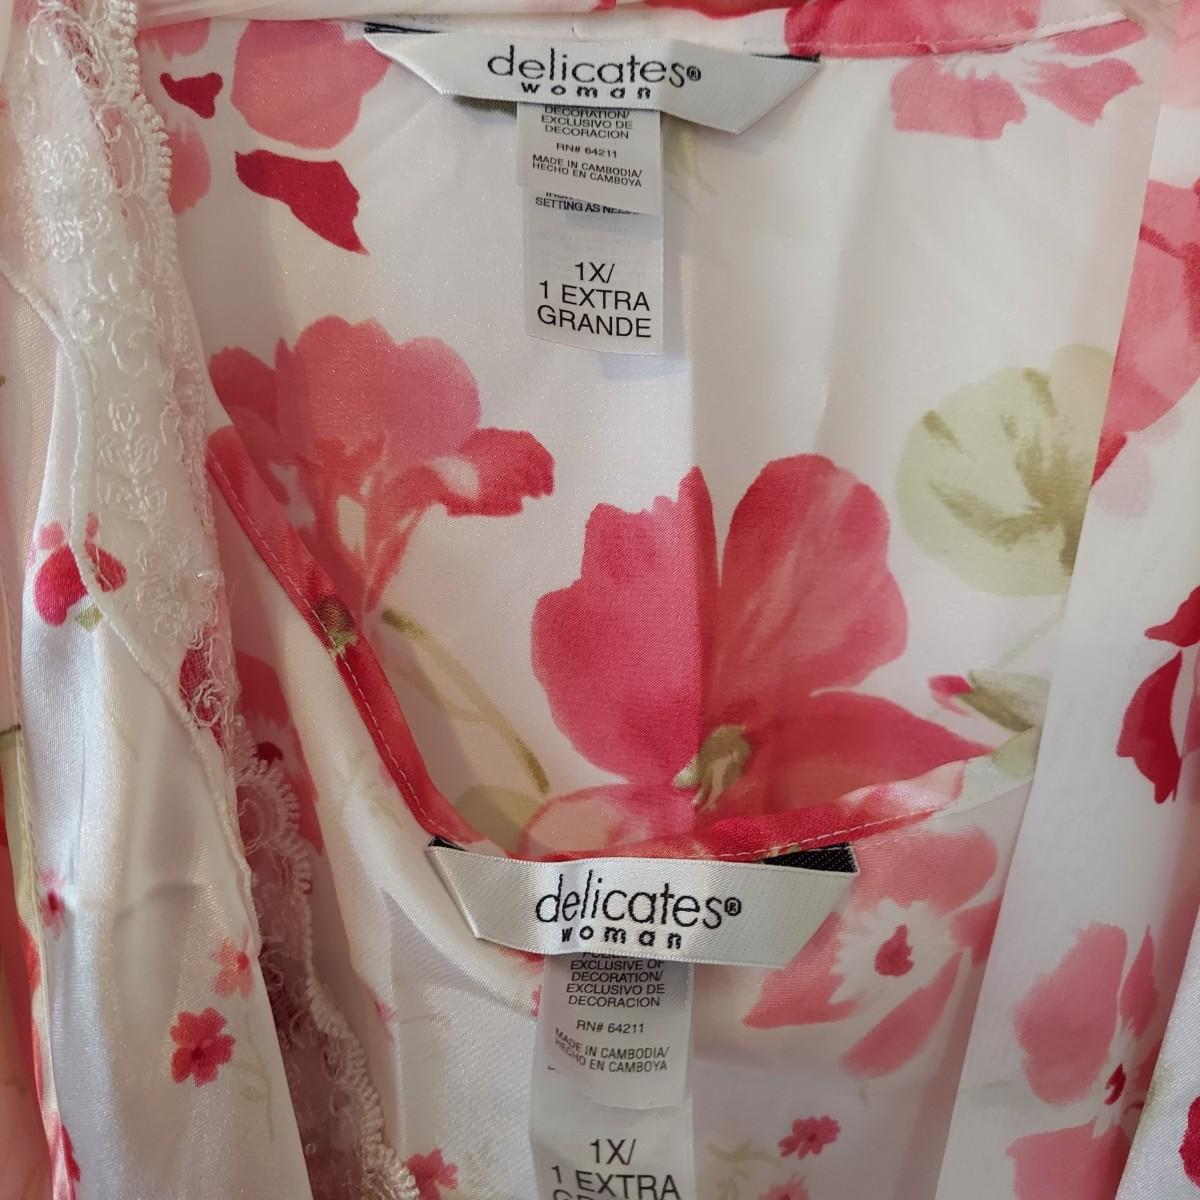 delicates®
woman
DECORATION/
EXCLUSIVO DE
DECORACION
RN# 64211
MADE IN CAMBODIA/
HECHO EN CAMBOYA
SETTING AS
1X/
1 EXTRA
GRANDE
delicates®
woman
EXCLUSIVE OF
DECORATION/
EXCLUSIVO DE
DECORACION
RN# 64211
MADE IN CAMBODIA/
HECHO EN CAMBOYA
1X/
1 EXTRA